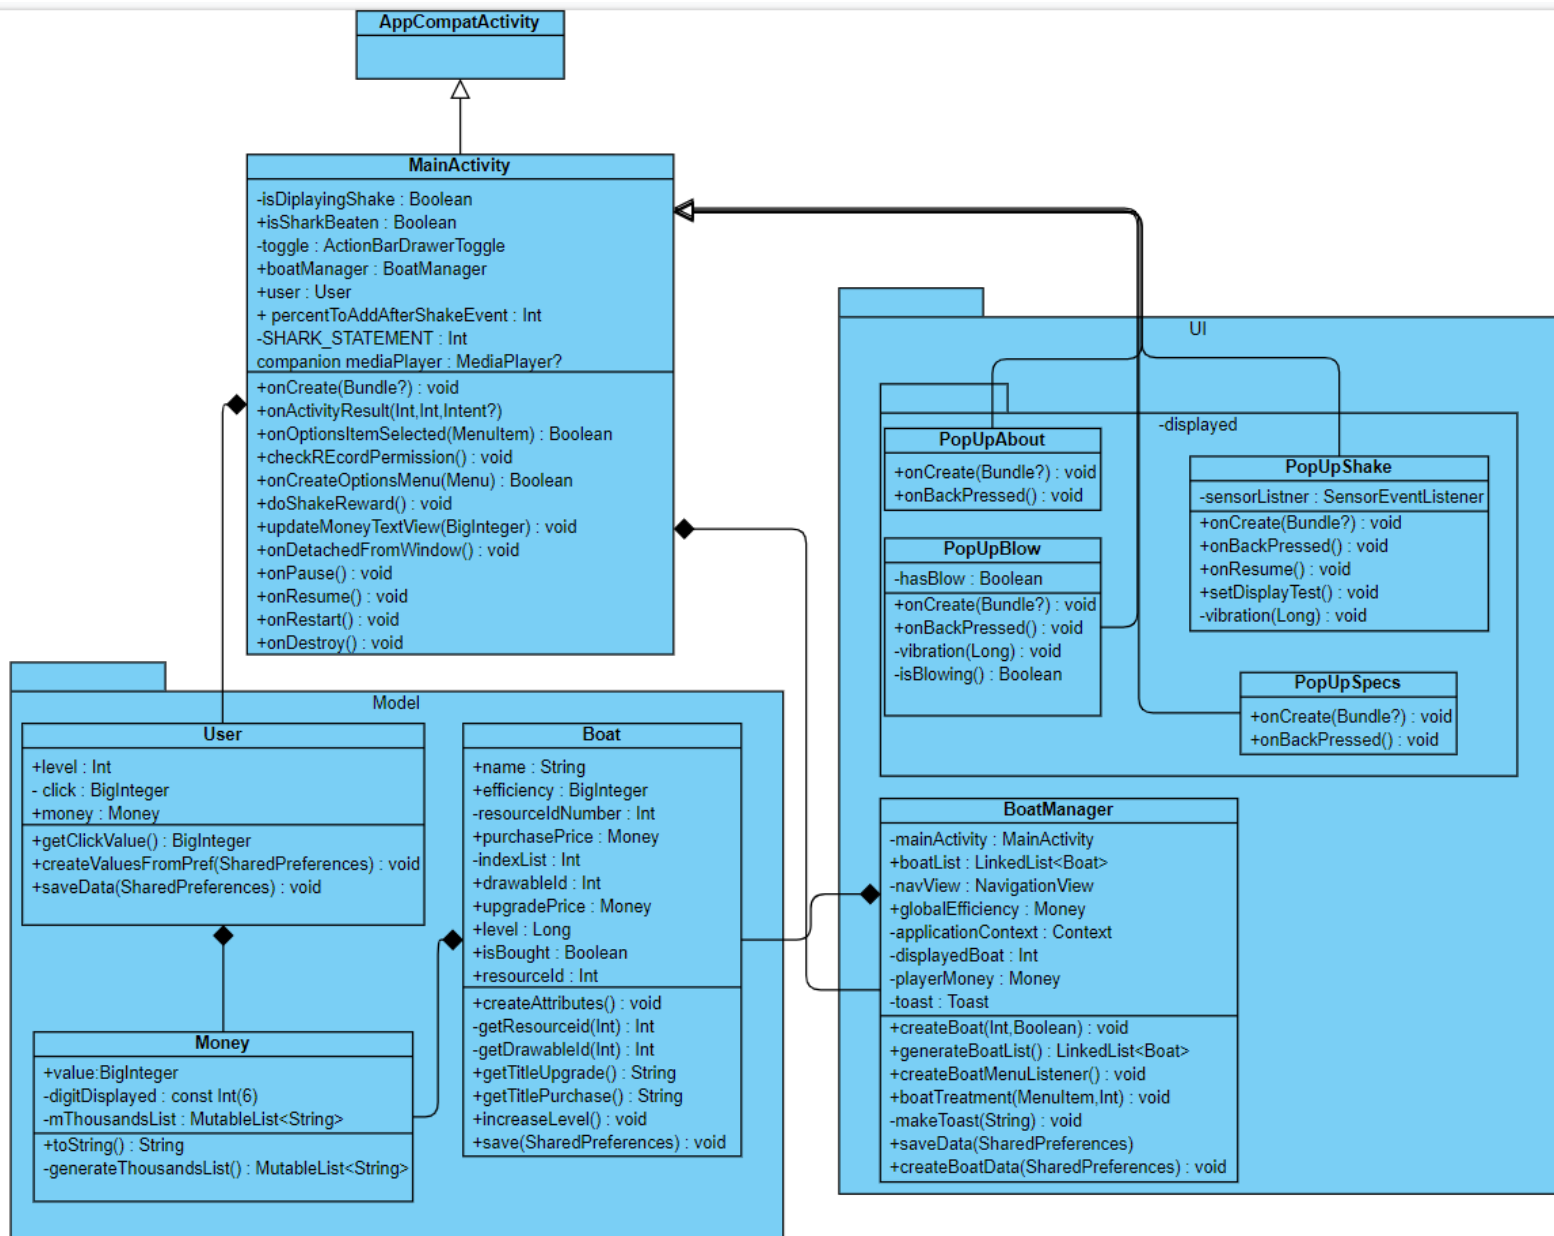 AppCompatActivity
MainActivity
-isDiplayingShake : Boolean
+isSharkBeaten : Boolean
-toggle : ActionBarDrawerToggle
+boatManager : BoatManager
+user : User
+ percentToAddAfterShakeEvent : Int
-SHARK_STATEMENT : Int
companion mediaPlayer : MediaPlayer?
+onCreate(Bundle?) : void
+onActivityResult(Int,Int,Intent?)
+onOptionsItemSelected(MenuItem) : Boolean
+checkREcordPermission() : void
+onCreateOptionsMenu(Menu) : Boolean
+doShakeReward() : void
+updateMoneyTextView(BigInteger) : void
+onDetachedFromWindow() : void
+onPause() : void
+onResume() : void
+onRestart() : void
+onDestroy() : void
UI
-displayed
PopUpAbout
+onCreate(Bundle?) : void
+onBackPressed() : void
PopUpShake
-sensorListner : SensorEventListener
+onCreate(Bundle?) : void
+onBackPressed() : void
+onResume() : void
+setDisplayTest() : void
-vibration(Long) : void
PopUpBlow
-hasBlow : Boolean
+onCreate(Bundle?) : void
+onBackPressed() : void
-vibration(Long) : void
-isBlowing() : Boolean
PopUpSpecs
+onCreate(Bundle?) : void
+onBackPressed() : void
Model
User
+level : Int
- click : BigInteger
+money : Money
+getClickValue() : BigInteger
+createValuesFromPref(SharedPreferences) : void
+saveData(SharedPreferences) : void
Boat
+name : String
+efficiency : BigInteger
-resourceIdNumber : Int
+purchasePrice : Money
-indexList : Int
+drawableId : Int
+upgradePrice : Money
+level : Long
+isBought : Boolean
+resourceId : Int
+createAttributes() : void
-getResourceid(Int) : Int
-getDrawableId(Int) : Int
+getTitleUpgrade() : String
+getTitlePurchase() : String
+increaseLevel() : void
+save(SharedPreferences) : void
Money
+value:BigInteger
-digitDisplayed : const Int(6)
-mThousandsList : MutableList<String>
+toString() : String
-generateThousandsList() : MutableList<String>
BoatManager
-mainActivity : MainActivity
+boatList : LinkedList<Boat>
-navView : NavigationView
+globalEfficiency : Money
-applicationContext : Context
-displayedBoat : Int
-playerMoney : Money
-toast : Toast
+createBoat(Int,Boolean) : void
+generateBoatList() : LinkedList<Boat>
+createBoatMenuListener() : void
+boatTreatment(MenuItem,Int) : void
-makeToast(String) : void
+saveData(SharedPreferences)
+createBoatData(SharedPreferences) : void